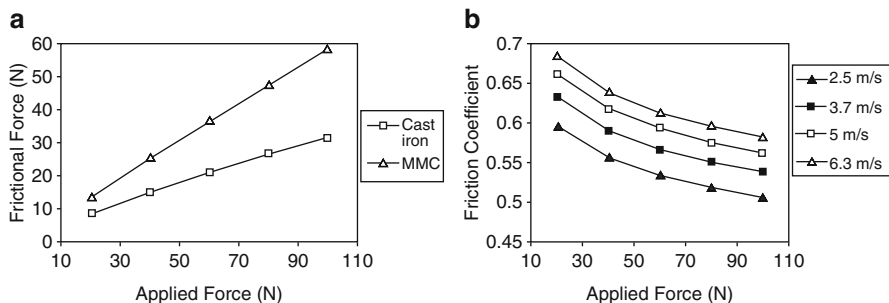 a
Frictional Force (N)
60
50
40
30
20
10
0
10 30 50 70 90 110
Applied Force (N)
Cast
iron
MMC
b
Friction Coefficient
0.7
0.65
0.6
0.55
0.5
0.45
10 30 50 70 90 110
Applied Force (N)
2.5 m/s
3.7 m/s
5 m/s
6.3 m/s